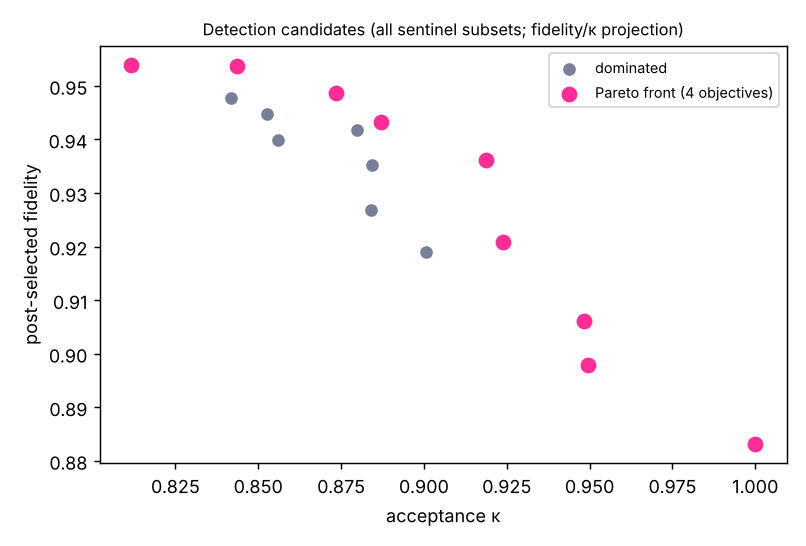 Detection candidates (all sentinel subsets; fidelity/κ projection)
dominated
Pareto front (4 objectives)
post-selected fidelity
0.95
0.94
0.93
0.92
0.91
0.90
0.89
0.88
0.825 0.850 0.875 0.900 0.925 0.950 0.975 1.000
acceptance κ